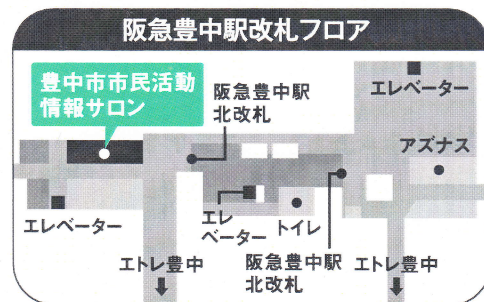 阪急豊中駅改札フロア
豊中市市民活動
情報サロン
阪急豊中駅
北改札
エレベーター
アズナス
エレベーター
エレ
ベーター
トイレ
エトレ豊中
阪急豊中駅
北改札
エトレ豊中